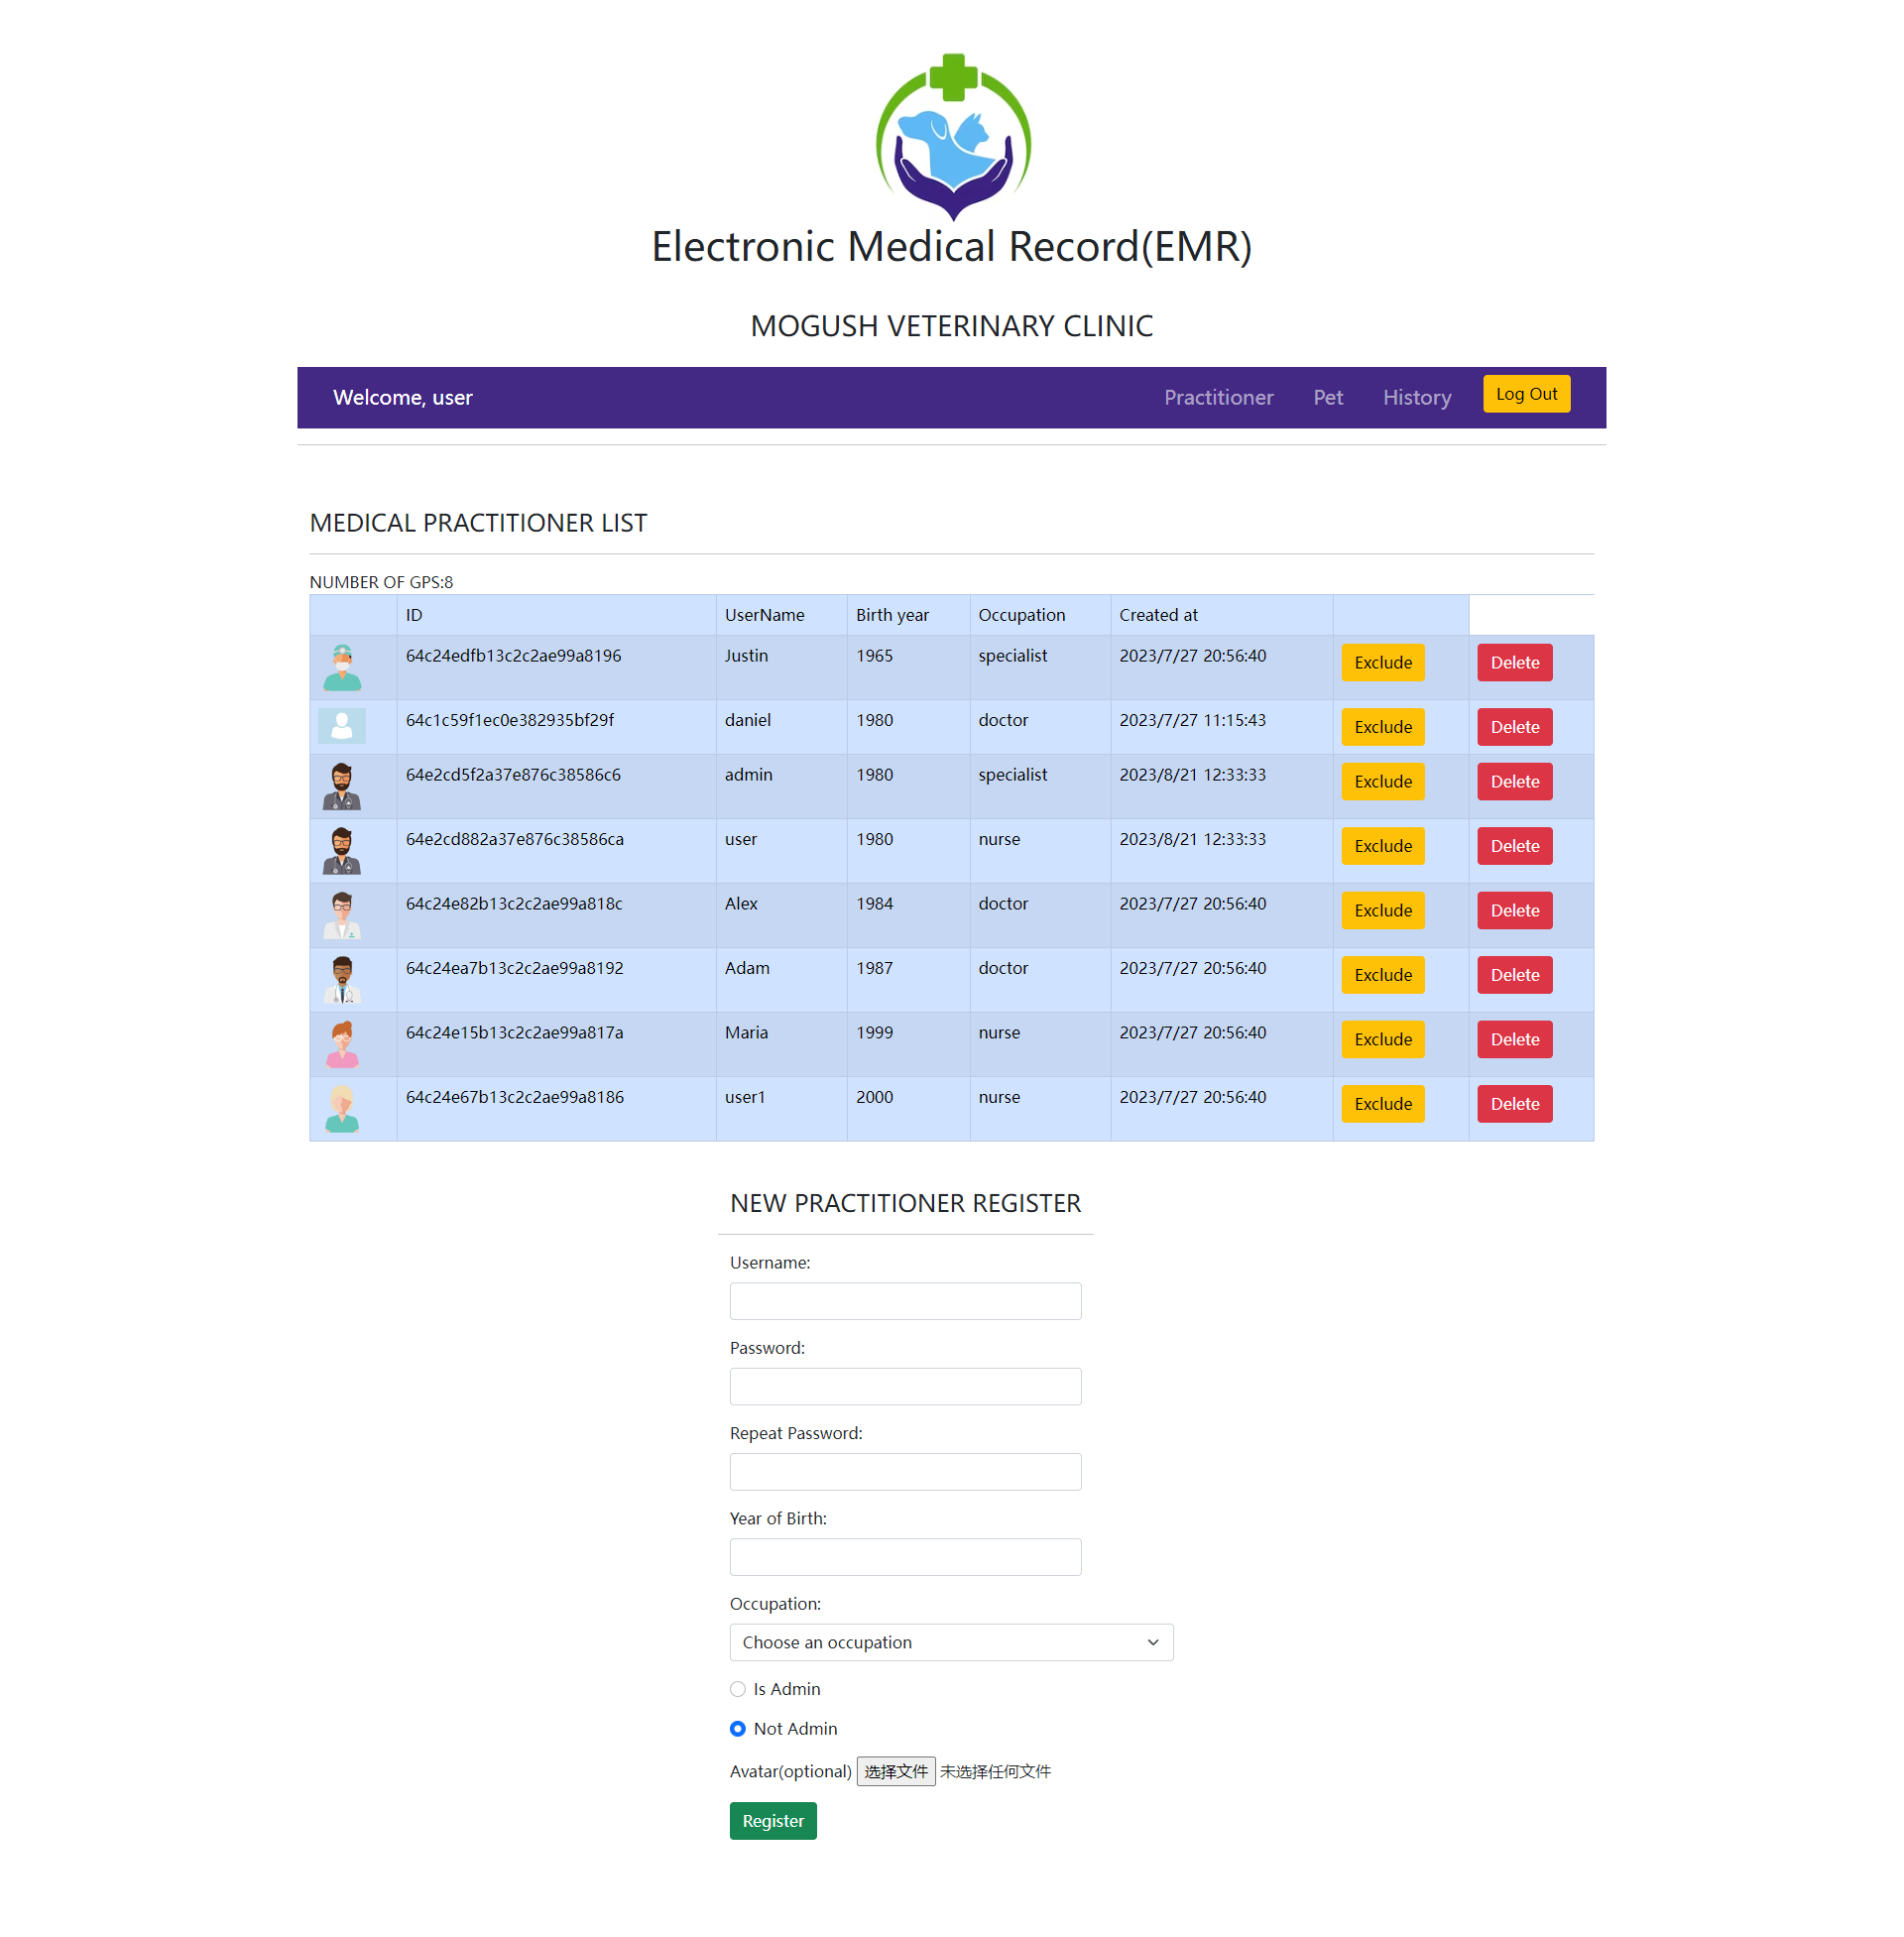 Electronic Medical Record(EMR)
MOGUSH VETERINARY CLINIC
Welcome, user Practitioner Pet History Log Out
MEDICAL PRACTITIONER LIST
NUMBER OF GPS:8
ID UserName Birth year Occupation Created at
64c24edfb13c2c2ae99a8196 Justin 1965 specialist 2023/7/27 20:56:40 Exclude Delete
64c1c59f1ec0e382935bf29f daniel 1980 doctor 2023/7/27 11:15:43 Exclude Delete
64e2cd5f2a37e876c38586c6 admin 1980 specialist 2023/8/21 12:33:33 Exclude Delete
64e2cd882a37e876c38586ca user 1980 nurse 2023/8/21 12:33:33 Exclude Delete
64c24e82b13c2c2ae99a818c Alex 1984 doctor 2023/7/27 20:56:40 Exclude Delete
64c24ea7b13c2c2ae99a8192 Adam 1987 doctor 2023/7/27 20:56:40 Exclude Delete
64c24e15b13c2c2ae99a817a Maria 1999 nurse 2023/7/27 20:56:40 Exclude Delete
64c24e67b13c2c2ae99a8186 user1 2000 nurse 2023/7/27 20:56:40 Exclude Delete
NEW PRACTITIONER REGISTER
Username:
Password:
Repeat Password:
Year of Birth:
Occupation:
Choose an occupation
Is Admin
Not Admin
Avatar(optional) 选择文件 未选择任何文件
Register